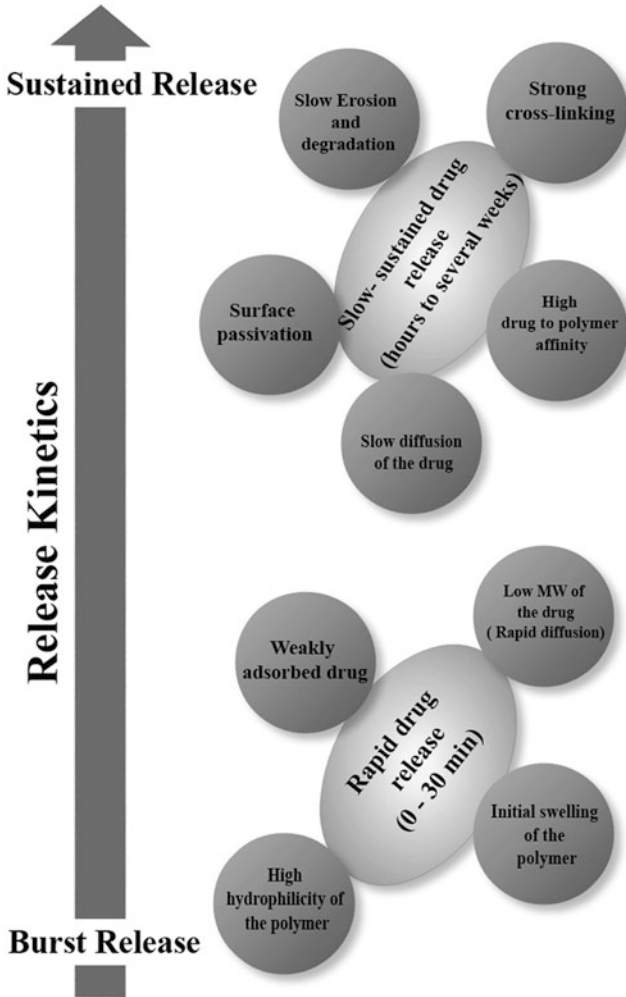 Sustained Release
Release Kinetics
Burst Release
Slow Erosion
and
degradation
Strong
cross-linking
Slow- sustained drug
release
(hours to several weeks)
Surface
passivation
High
drug to polymer
affinity
Slow diffusion
of the drug
Low MW of
the drug
( Rapid diffusion)
Weakly
adsorbed drug
Rapid drug
release
(0 - 30 min)
Initial swelling
of the
polymer
High
hydrophilicity of
the polymer